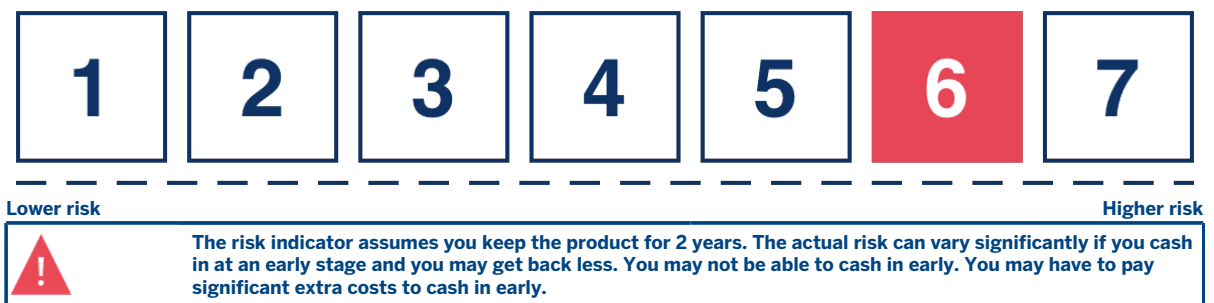 1 2 3 4 5 6 7
Lower risk Higher risk
!
The risk indicator assumes you keep the product for 2 years. The actual risk can vary significantly if you cash
in at an early stage and you may get back less. You may not be able to cash in early. You may have to pay
significant extra costs to cash in early.